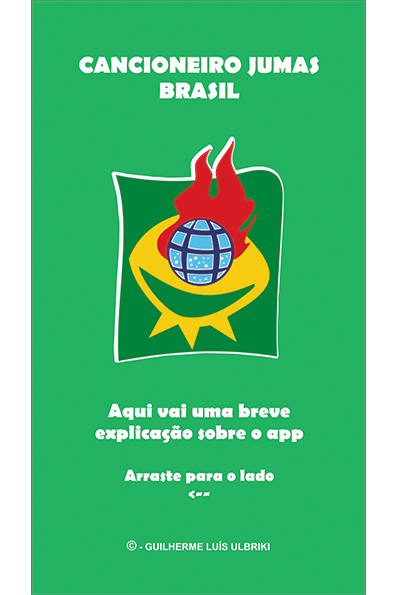 CANCIONEIRO JUMAS
BRASIL
Aqui vai uma breve
explicação sobre o app
Arraste para o lado
<--
© - GUILHERME LUÍS ULBRIKI